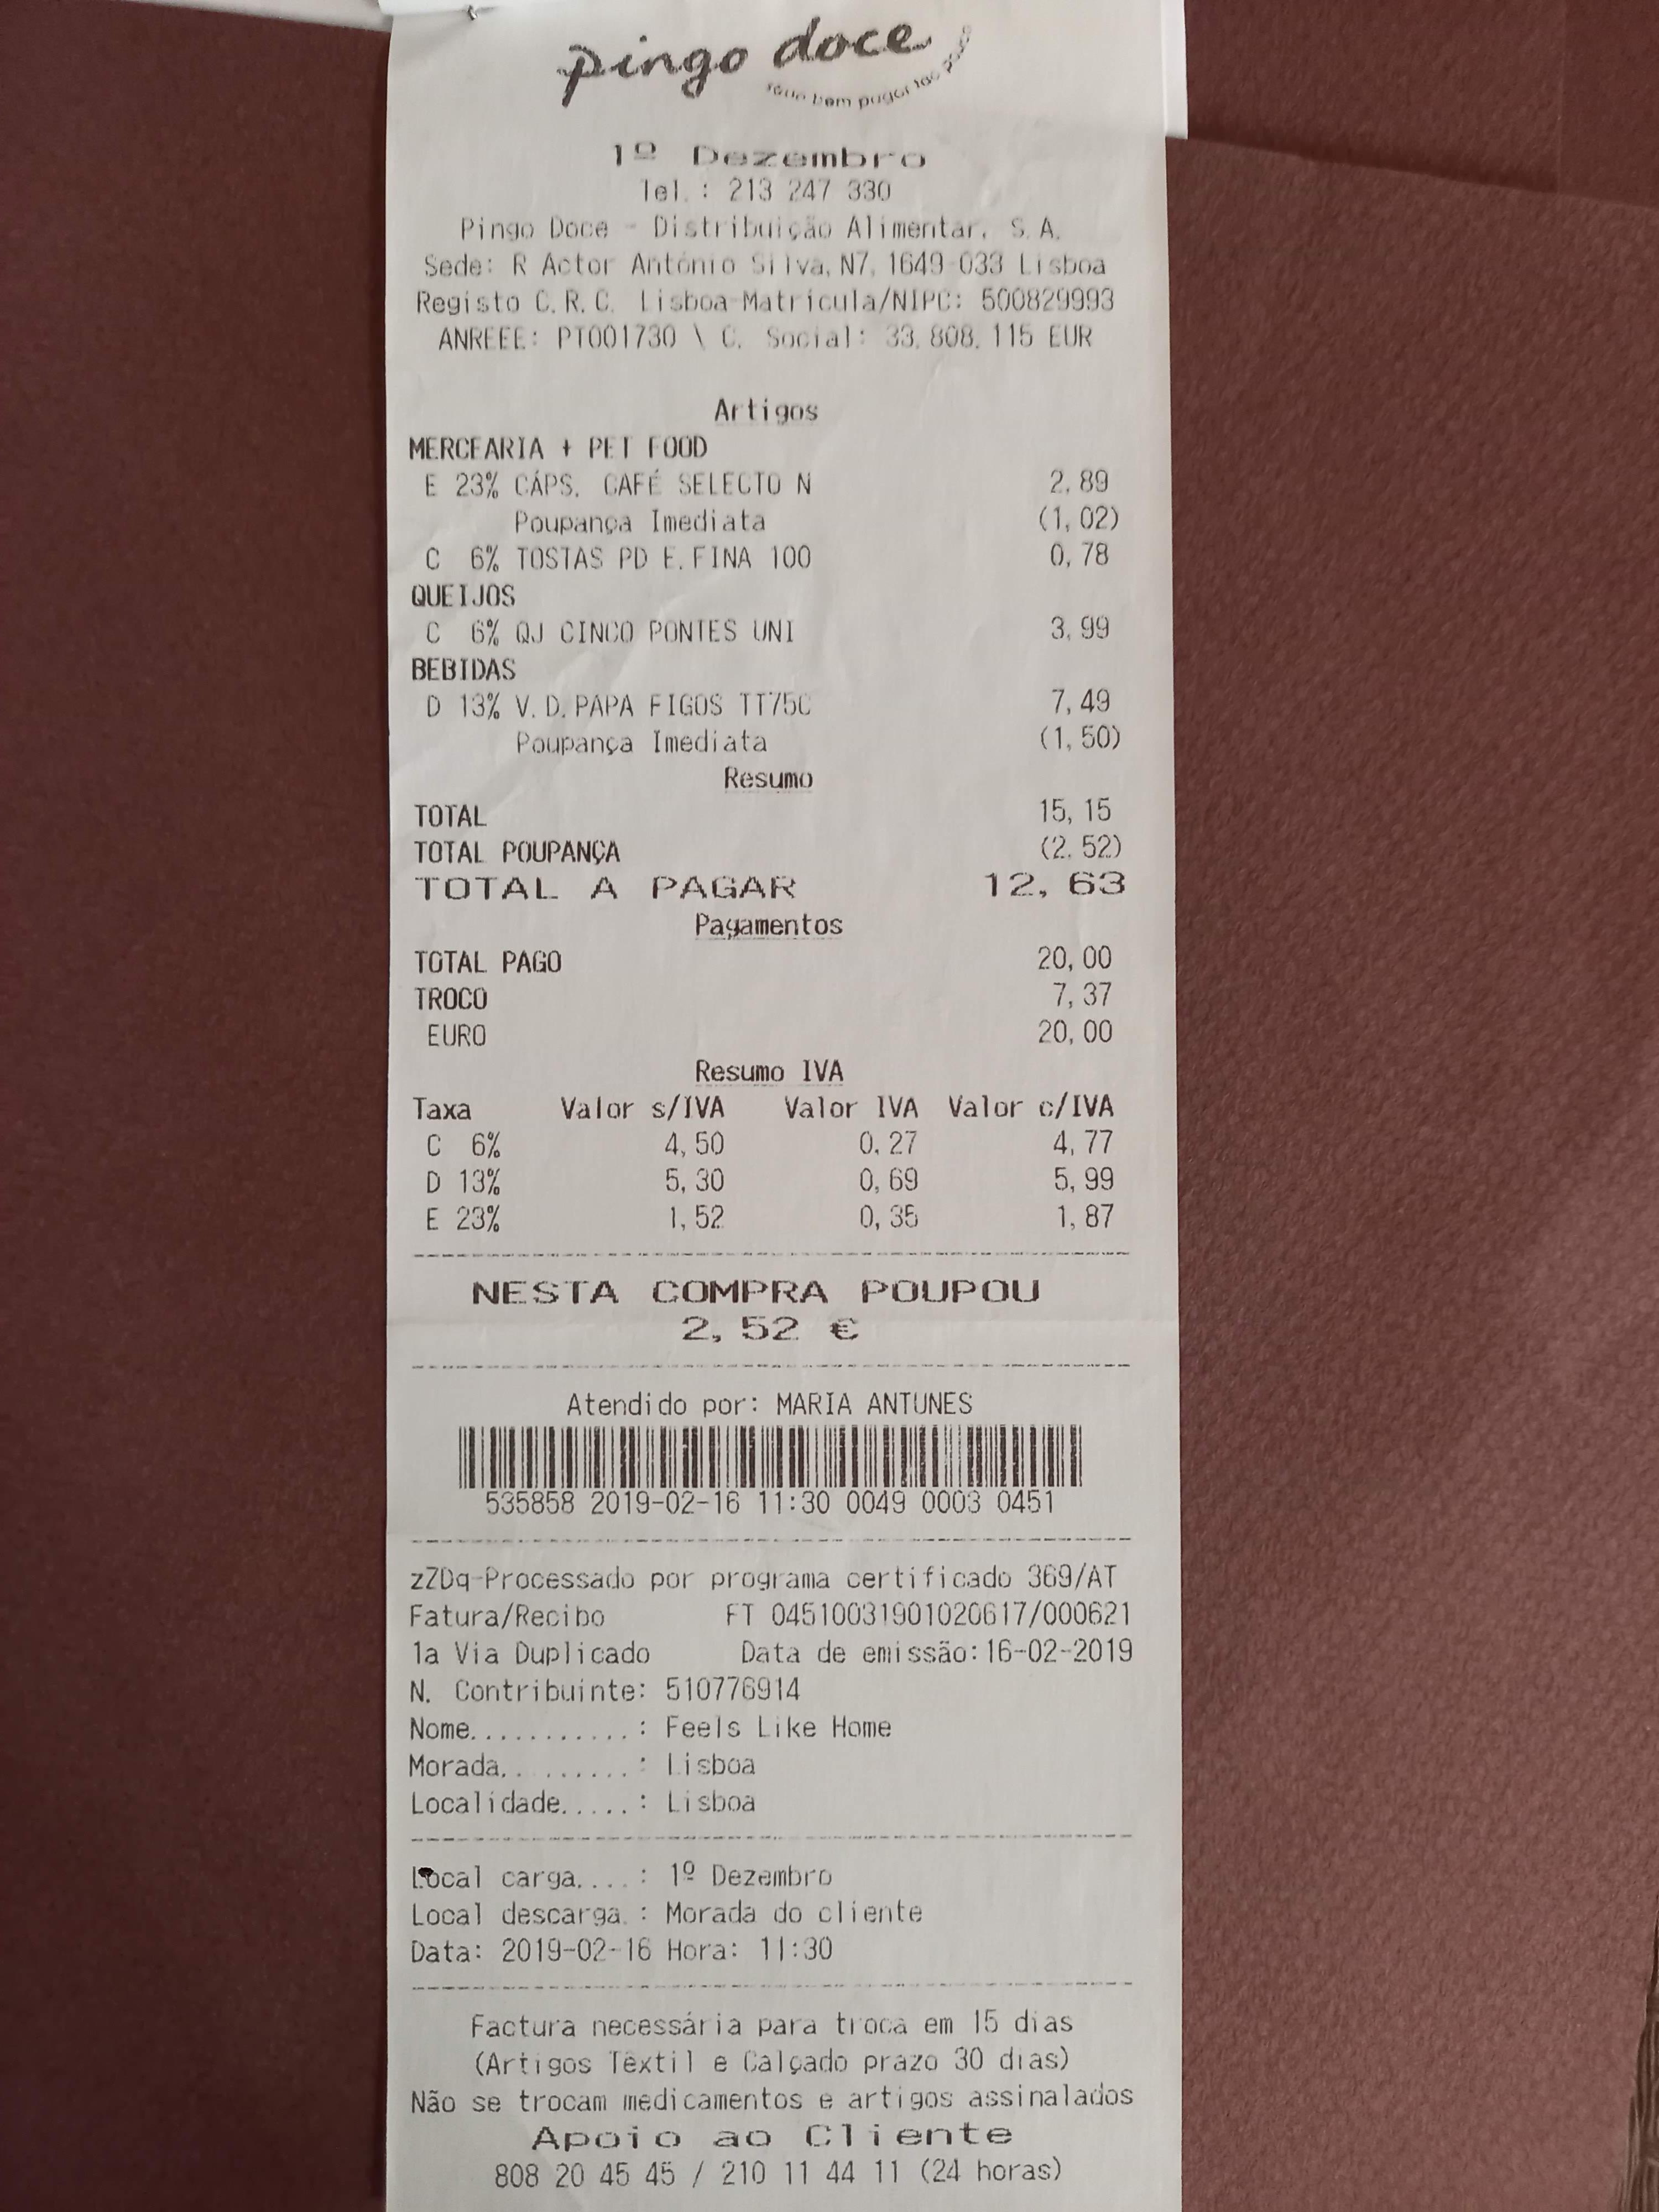 pingo doce
sabe bem pagar tão pouco
1º Dezembro
Tel.: 213 247 330
Pingo Doce - Distribuição Alimentar, S.A.
Sede: R Actor António Silva, N7, 1649-033 Lisboa
Registo C.R.C. Lisboa Matrícula/NIPC: 500829993
ANREEE: PT001730 \ C. Social: 33.808.115 EUR
Artigos
MERCEARIA + PET FOOD
E 23% CÁPS. CAFÉ SELECTO N 2,89
Poupança Imediata (1,02)
C 6% TOSTAS PD E.FINA 100 0,78
QUEIJOS
C 6% QJ CINCO PONTES UNI 3,99
BEBIDAS
D 13% V.D.PAPA FIGOS TT75C 7,49
Poupança Imediata (1,50)
Resumo
TOTAL 15,15
TOTAL POUPANÇA (2,52)
TOTAL A PAGAR 12,63
Pagamentos
TOTAL PAGO 20,00
TROCO 7,37
EURO 20,00
Resumo IVA
Taxa Valor s/IVA Valor IVA Valor c/IVA
C 6% 4,50 0,27 4,77
D 13% 5,30 0,69 5,99
E 23% 1,52 0,35 1,87
NESTA COMPRA POUPOU
2,52 €
Atendido por: MARIA ANTUNES
535858 2019-02-16 11:30 0049 0003 0451
zZDq-Processado por programa certificado 369/AT
Fatura/Recibo FT 04510031901020617/000621
1a Via Duplicado Data de emissão:16-02-2019
N. Contribuinte: 510776914
Nome...........: Feels Like Home
Morada.........: Lisboa
Localidade.....: Lisboa
Local carga....: 1º Dezembro
Local descarga.: Morada do cliente
Data: 2019-02-16 Hora: 11:30
Factura necessária para troca em 15 dias
(Artigos Têxtil e Calçado prazo 30 dias)
Não se trocam medicamentos e artigos assinalados
Apoio ao Cliente
808 20 45 45 / 210 11 44 11 (24 horas)